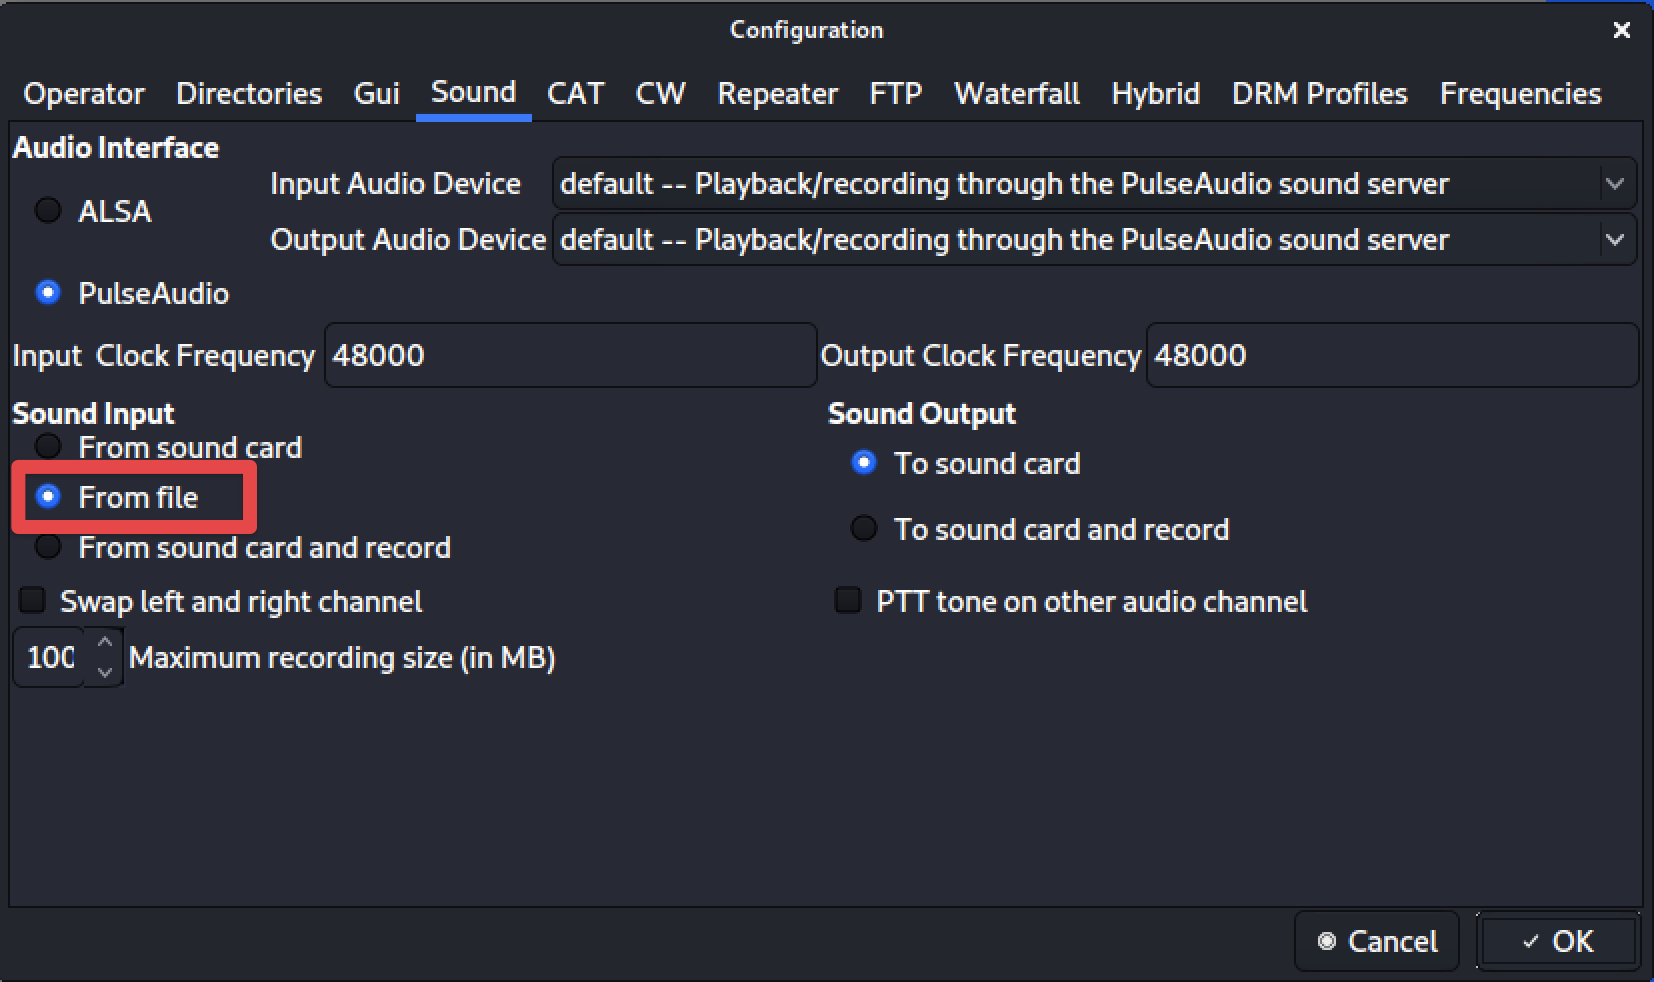 Configuration
Operator Directories Gui Sound CAT CW Repeater FTP Waterfall Hybrid DRM Profiles Frequencies
Audio Interface
Input Audio Device default -- Playback/recording through the PulseAudio sound server
ALSA
Output Audio Device default -- Playback/recording through the PulseAudio sound server
PulseAudio
Input Clock Frequency 48000 Output Clock Frequency 48000
Sound Input Sound Output
From sound card
To sound card
From file
To sound card and record
From sound card and record
Swap left and right channel PTT tone on other audio channel
100 Maximum recording size (in MB)
Cancel OK